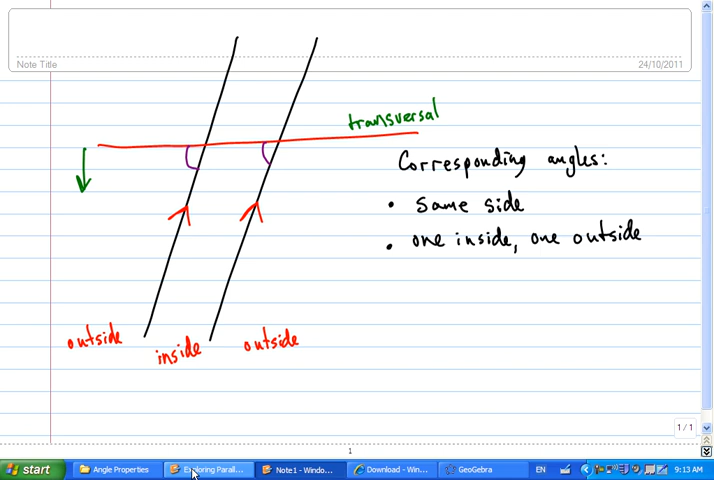 Note Title
24/10/2011
transversal
Corresponding angles:
• same side
• one inside, one outside
outside
inside
outside
1 / 1
1
start
Angle Properties
Exploring Parall...
Note1 - Windo...
Download - Win...
GeoGebra
EN
9:13 AM